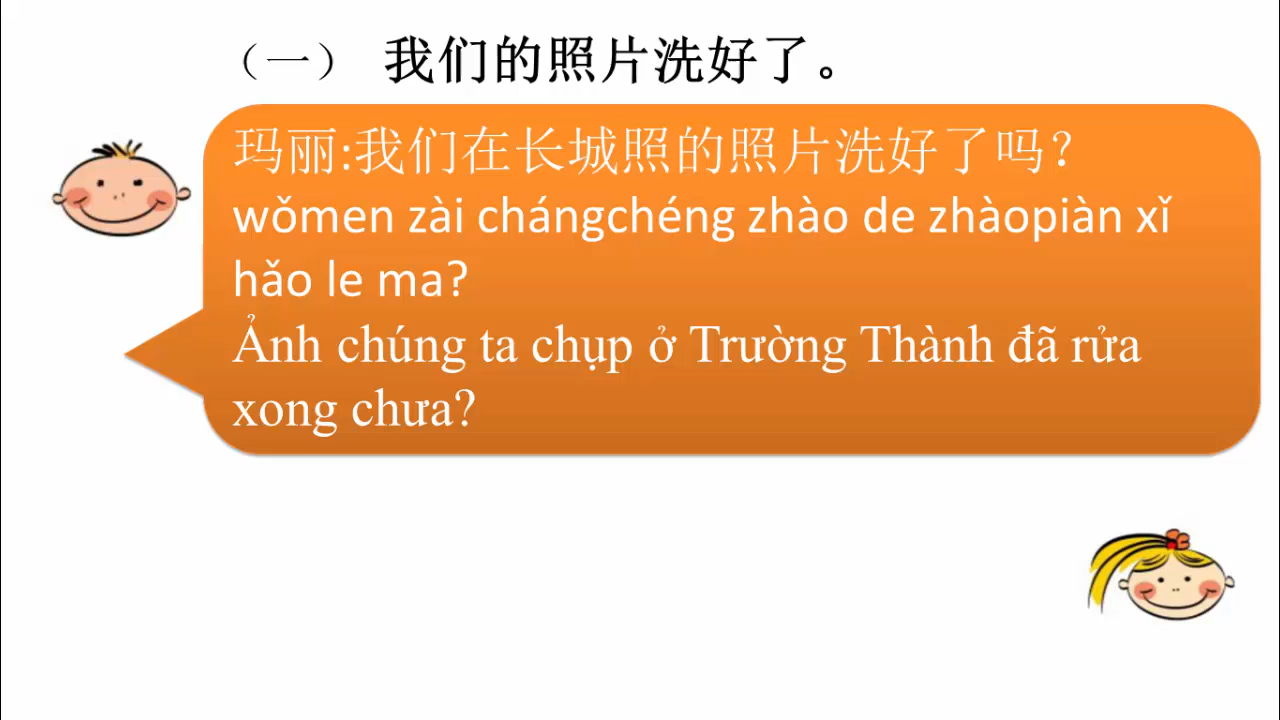 （一） 我们的照片洗好了。
玛丽:我们在长城照的照片洗好了吗？
wǒmen zài chángchéng zhào de zhàopiàn xǐ
hǎo le ma?
Ảnh chúng ta chụp ở Trường Thành đã rửa
xong chưa?